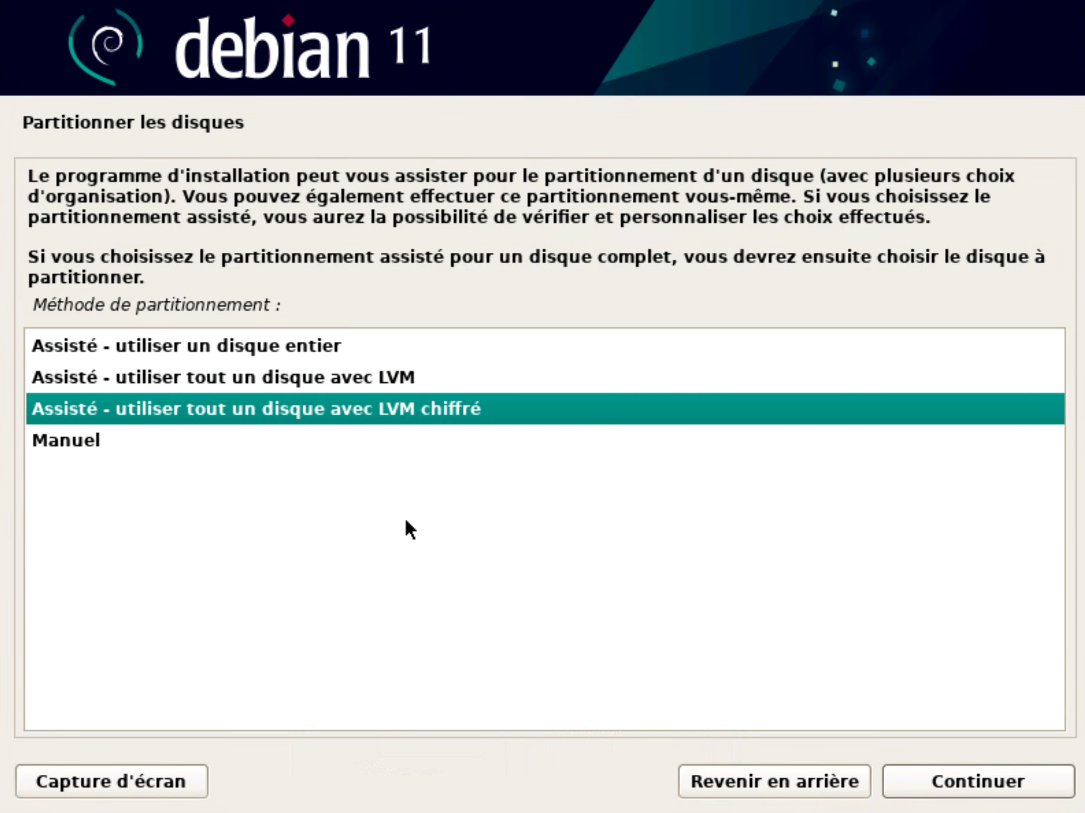 debian 11
Partitionner les disques
Le programme d'installation peut vous assister pour le partitionnement d'un disque (avec plusieurs choix
d'organisation). Vous pouvez également effectuer ce partitionnement vous-même. Si vous choisissez le
partitionnement assisté, vous aurez la possibilité de vérifier et personnaliser les choix effectués.
Si vous choisissez le partitionnement assisté pour un disque complet, vous devrez ensuite choisir le disque à
partitionner.
Méthode de partitionnement :
Assisté - utiliser un disque entier
Assisté - utiliser tout un disque avec LVM
Assisté - utiliser tout un disque avec LVM chiffré
Manuel
Capture d'écran
Revenir en arrière
Continuer